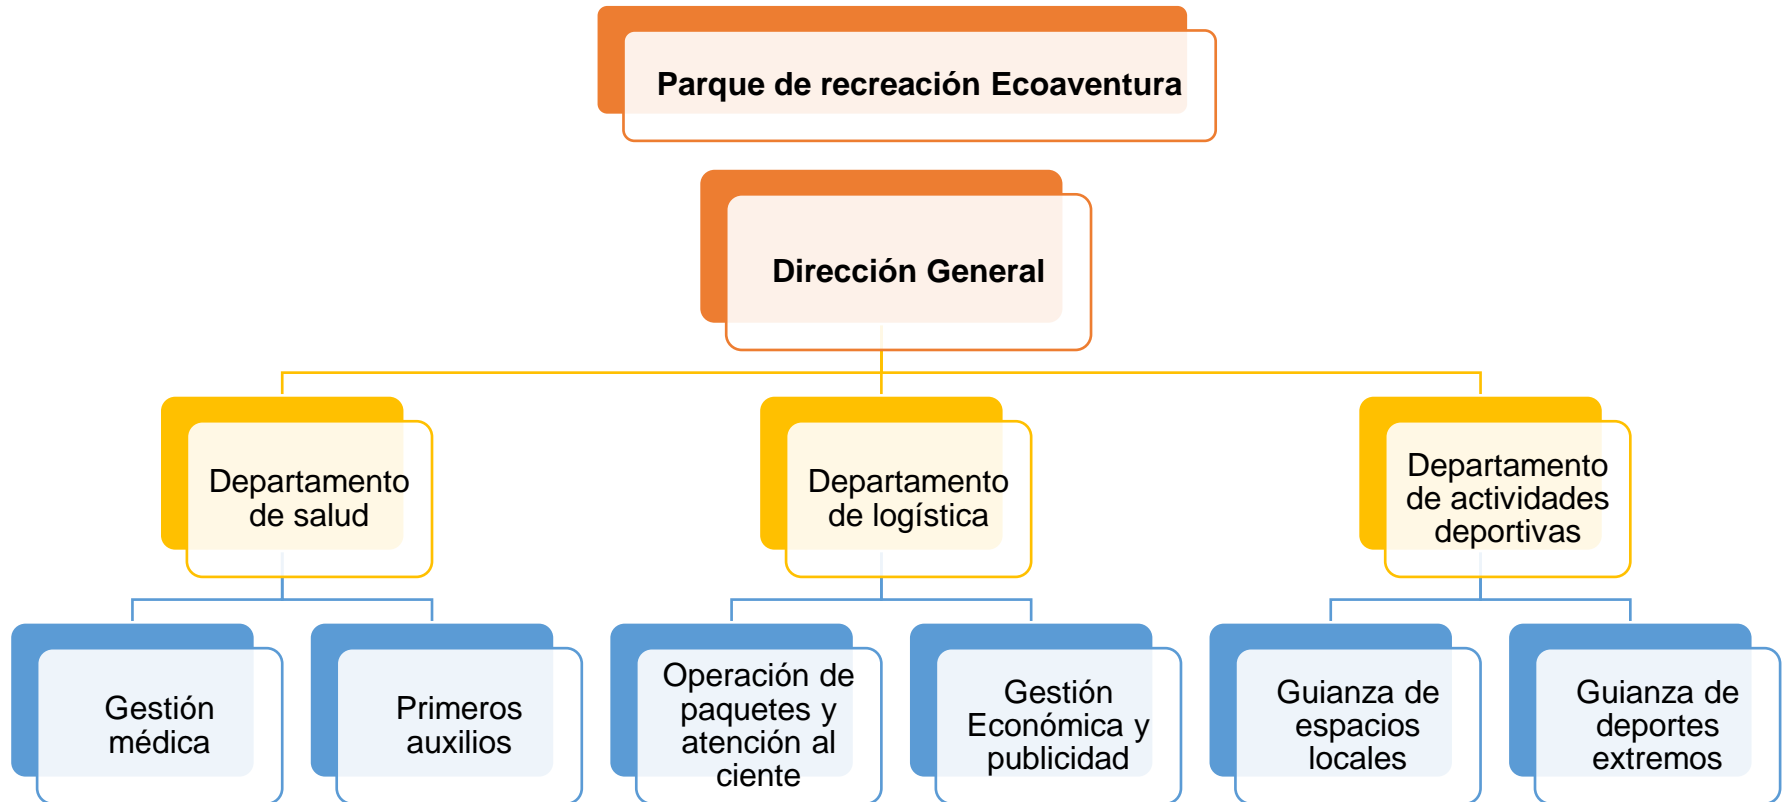 Parque de recreación Ecoaventura
Dirección General
Departamento
de salud
Departamento
de logística
Departamento
de actividades
deportivas
Gestión
médica
Primeros
auxilios
Operación de
paquetes y
atención al
ciente
Gestión
Económica y
publicidad
Guianza de
espacios
locales
Guianza de
deportes
extremos